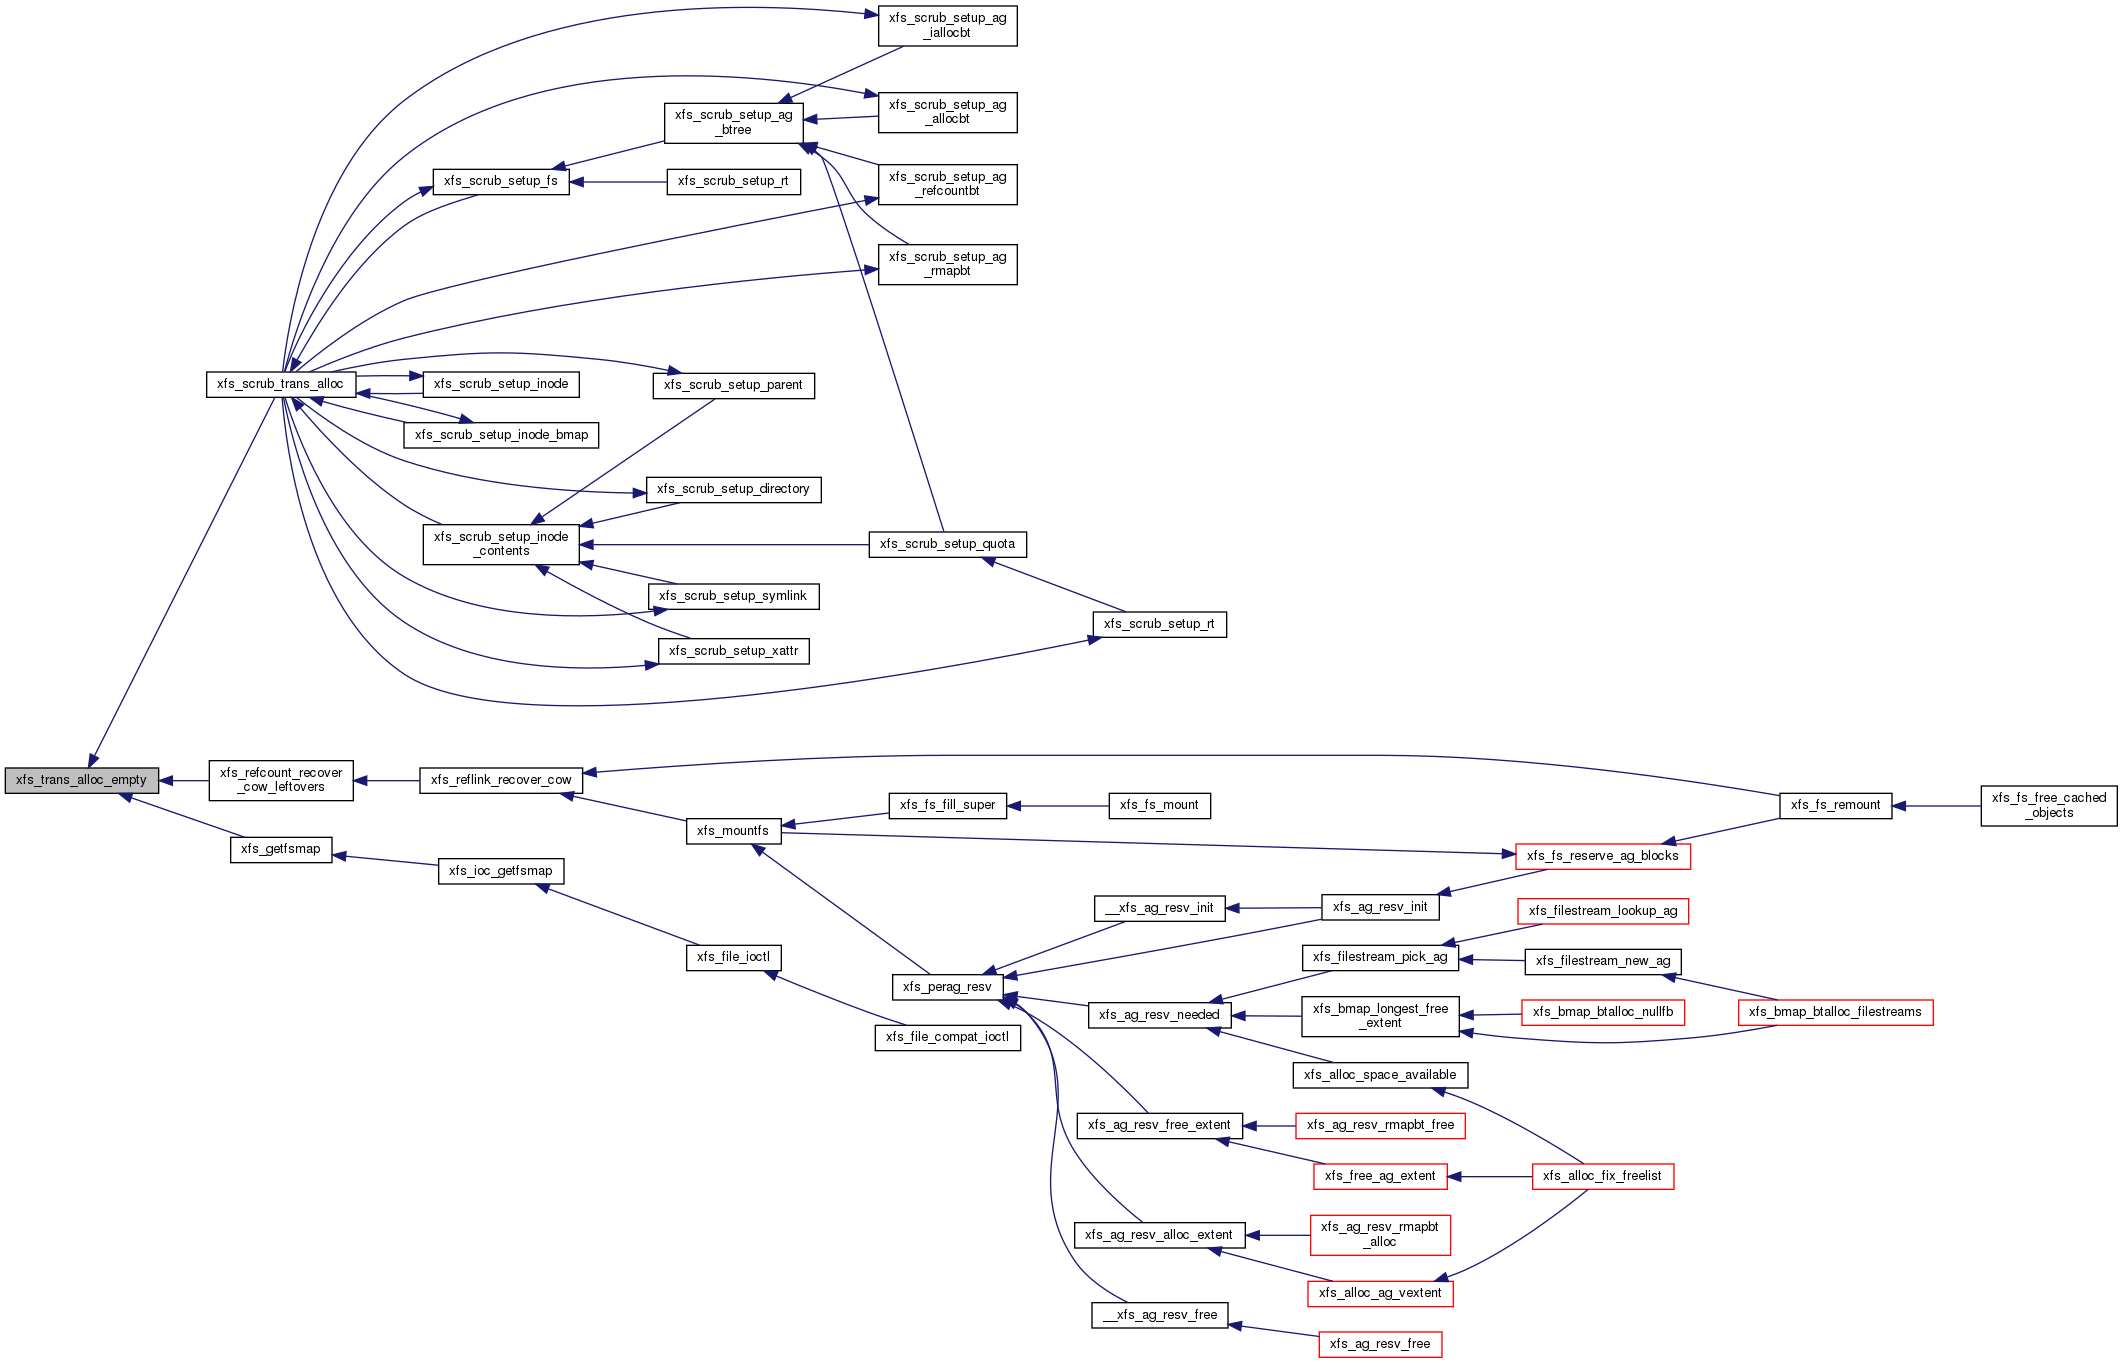 xfs_scrub_setup_ag
_iallocbt
xfs_scrub_setup_ag
_allocbt
xfs_scrub_setup_ag
_btree
xfs_scrub_setup_fs
xfs_scrub_setup_rt
xfs_scrub_setup_ag
_refcountbt
xfs_scrub_setup_ag
_rmapbt
xfs_scrub_trans_alloc
xfs_scrub_setup_inode
xfs_scrub_setup_parent
xfs_scrub_setup_inode_bmap
xfs_scrub_setup_directory
xfs_scrub_setup_inode
_contents
xfs_scrub_setup_quota
xfs_scrub_setup_symlink
xfs_scrub_setup_rt
xfs_scrub_setup_xattr
xfs_trans_alloc_empty
xfs_refcount_recover
_cow_leftovers
xfs_reflink_recover_cow
xfs_fs_fill_super
xfs_fs_mount
xfs_fs_remount
xfs_fs_free_cached
_objects
xfs_mountfs
xfs_getfsmap
xfs_fs_reserve_ag_blocks
xfs_ioc_getfsmap
__xfs_ag_resv_init
xfs_ag_resv_init
xfs_filestream_lookup_ag
xfs_file_ioctl
xfs_filestream_pick_ag
xfs_filestream_new_ag
xfs_perag_resv
xfs_ag_resv_needed
xfs_bmap_longest_free
_extent
xfs_bmap_btalloc_nullfb
xfs_bmap_btalloc_filestreams
xfs_file_compat_ioctl
xfs_alloc_space_available
xfs_ag_resv_free_extent
xfs_ag_resv_rmapbt_free
xfs_free_ag_extent
xfs_alloc_fix_freelist
xfs_ag_resv_alloc_extent
xfs_ag_resv_rmapbt
_alloc
xfs_alloc_ag_vextent
__xfs_ag_resv_free
xfs_ag_resv_free